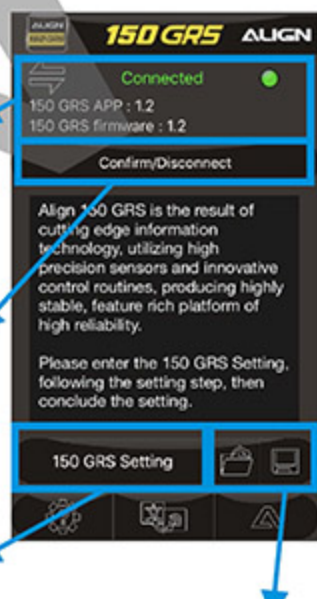 ALIGN
150 GRS ALIGN
Connected
150 GRS APP : 1.2
150 GRS firmware : 1.2
Confirm/Disconnect
Align 150 GRS is the result of
cutting edge information
technology, utilizing high
precision sensors and innovative
control routines, producing highly
stable, feature rich platform of
high reliability.
Please enter the 150 GRS Setting,
following the setting step, then
conclude the setting.
150 GRS Setting